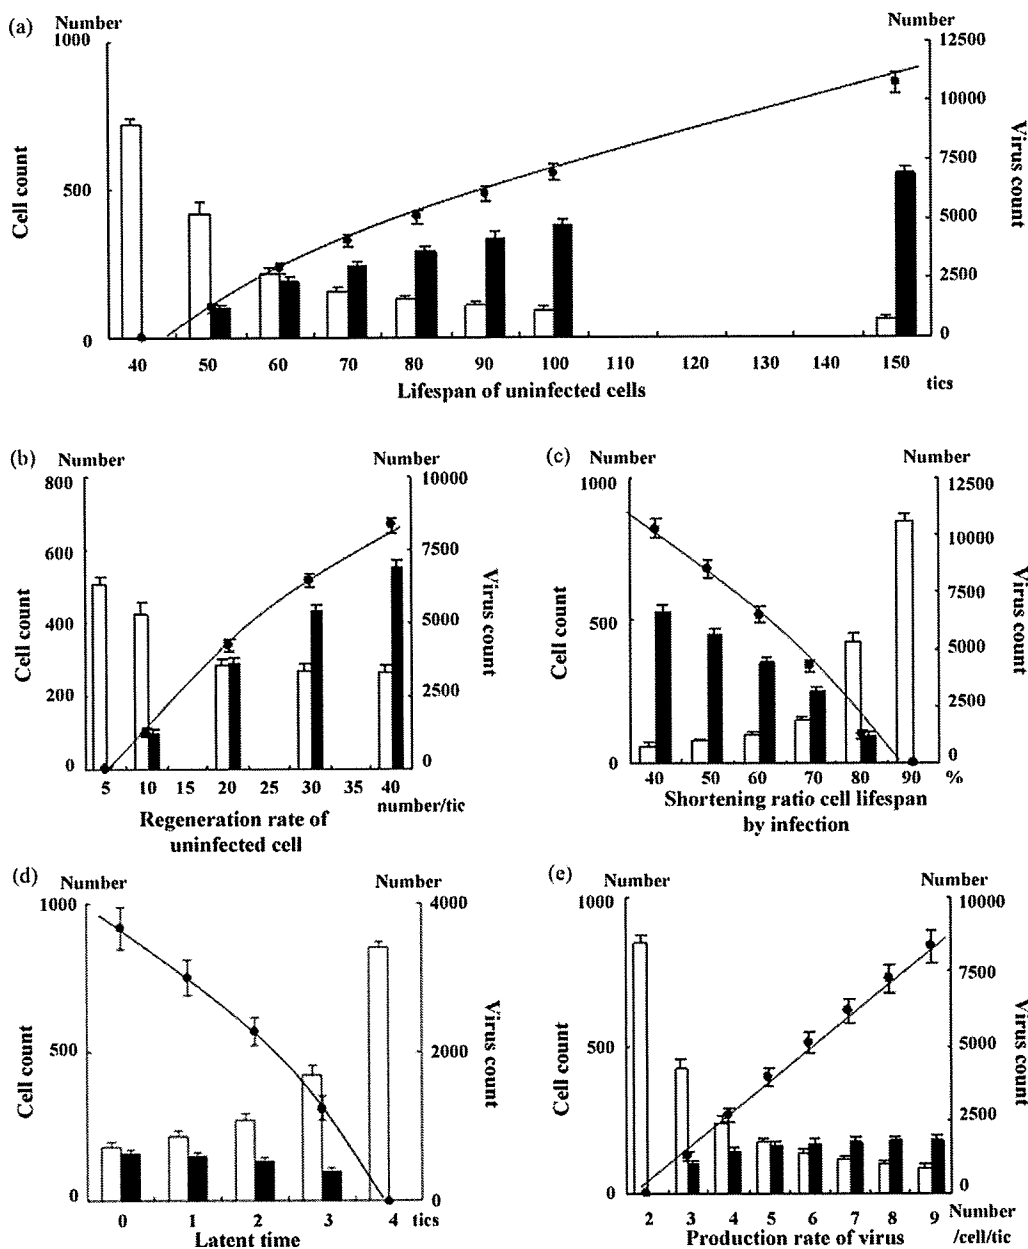 (a)
Number
Number
1000
500
0
Cell count
12500
10000
7500
5000
2500
0
Virus count
40 50 60 70 80 90 100 110 120 130 140 150
tics
Lifespan of uninfected cells
(b)
Number
Number
800
600
400
200
0
Cell count
10000
7500
5000
2500
0
Virus count
5 10 15 20 25 30 35 40
number/tic
Regeneration rate of
uninfected cell
(c)
Number
Number
1000
500
0
Cell count
12500
10000
7500
5000
2500
0
Virus count
40 50 60 70 80 90 %
Shortening ratio cell lifespan
by infection
(d)
Number
Number
1000
500
0
Cell count
4000
2000
0
Virus count
0 1 2 3 4 tics
Latent time
(e)
Number
Number
1000
500
0
Cell count
10000
7500
5000
2500
0
Virus count
2 3 4 5 6 7 8 9
Number
/cell/tic
Production rate of virus